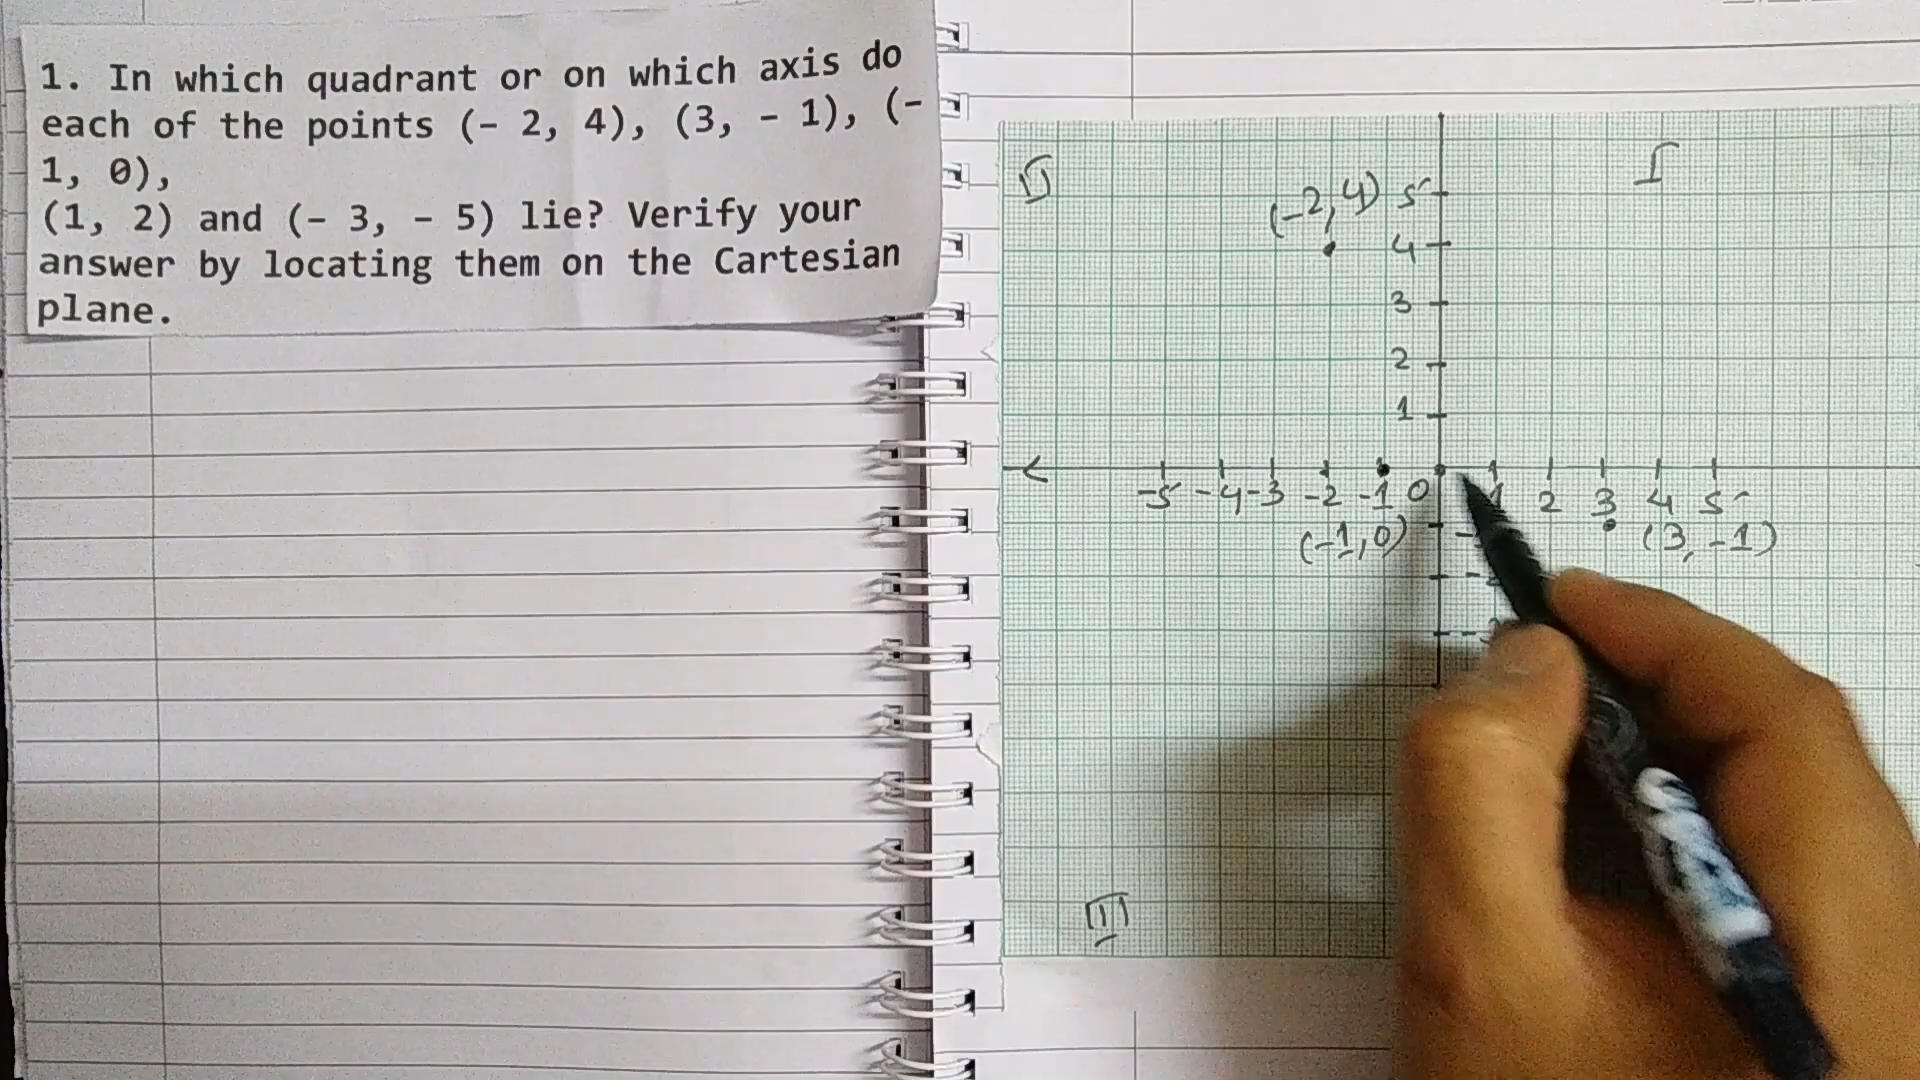 1. In which quadrant or on which axis do
each of the points (- 2, 4), (3, - 1), (-
1, 0),
(1, 2) and (- 3, - 5) lie? Verify your
answer by locating them on the Cartesian
plane.
II
I
(-2,4) 5
4
3
2
1
-5 -4 -3 -2 -1 0 1 2 3 4 5
(-1,0) (3,-1)
III